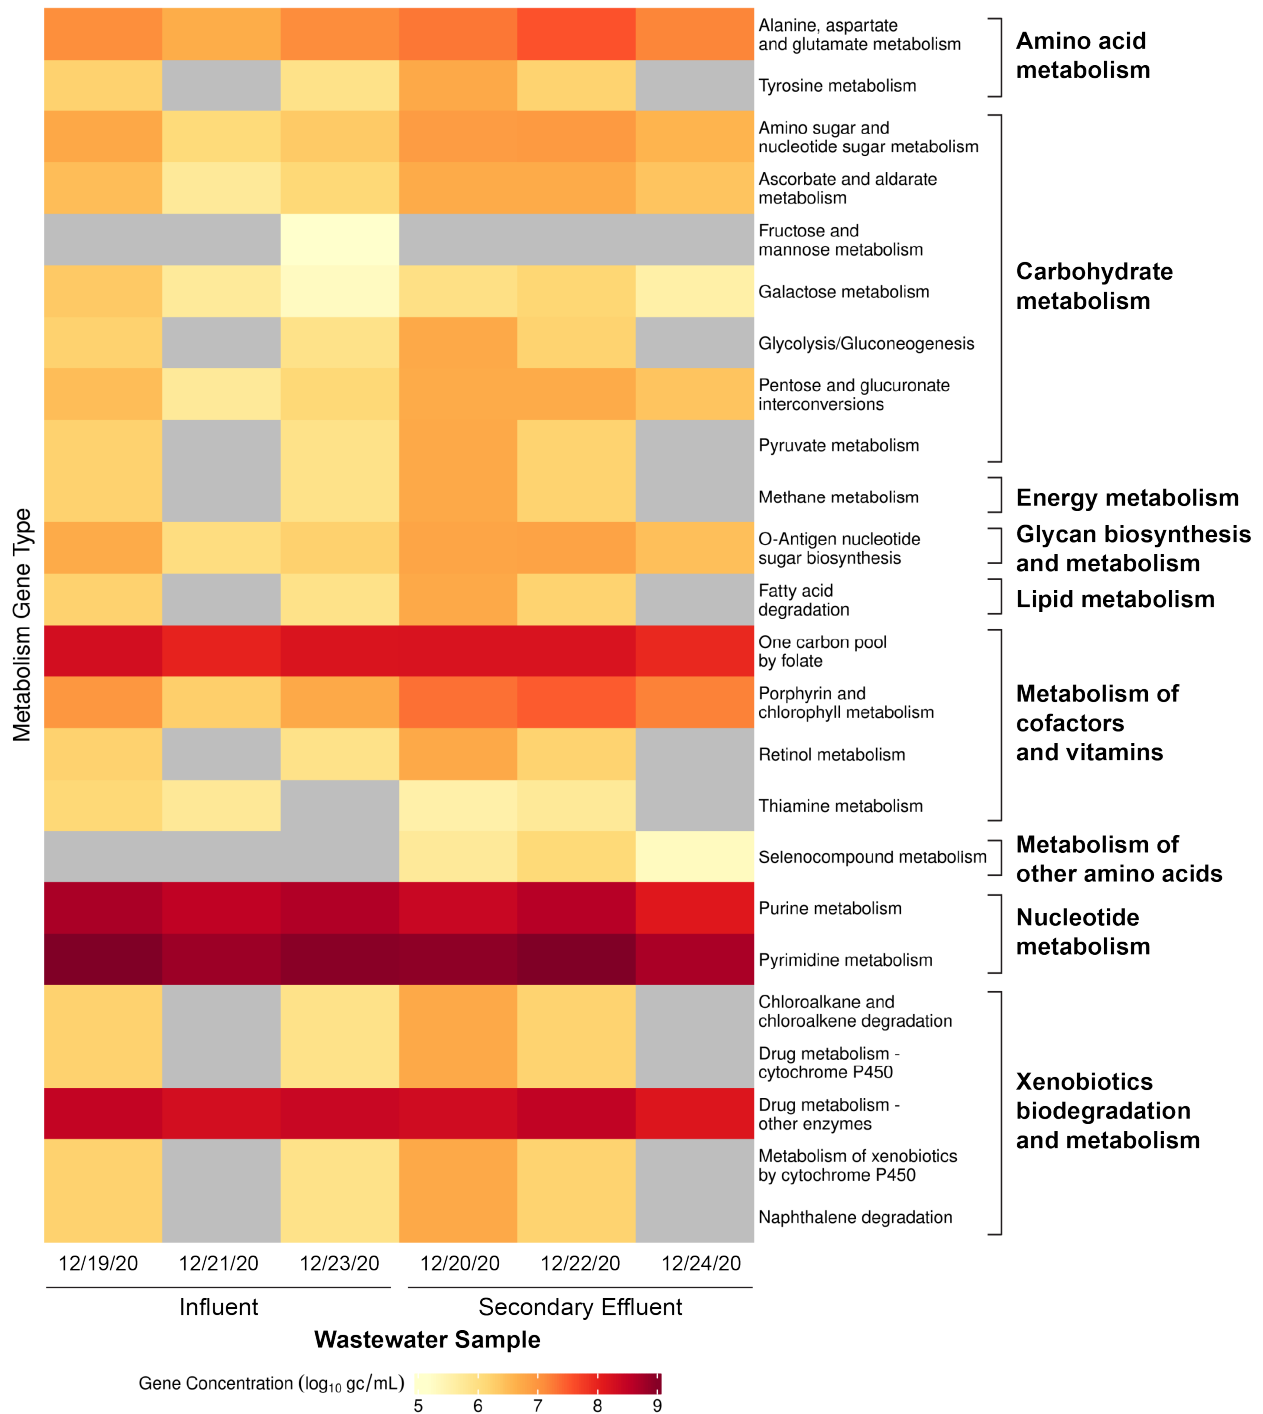 Alanine, aspartate
and glutamate metabolism
Tyrosine metabolism
Amino acid
metabolism
Amino sugar and
nucleotide sugar metabolism
Ascorbate and aldarate
metabolism
Fructose and
mannose metabolism
Galactose metabolism
Glycolysis/Gluconeogenesis
Pentose and glucuronate
interconversions
Pyruvate metabolism
Carbohydrate
metabolism
Methane metabolism
Energy metabolism
O-Antigen nucleotide
sugar biosynthesis
Glycan biosynthesis
and metabolism
Fatty acid
degradation
Lipid metabolism
One carbon pool
by folate
Porphyrin and
chlorophyll metabolism
Retinol metabolism
Thiamine metabolism
Metabolism of
cofactors
and vitamins
Selenocompound metabolism
Metabolism of
other amino acids
Purine metabolism
Pyrimidine metabolism
Nucleotide
metabolism
Chloroalkane and
chloroalkene degradation
Drug metabolism -
cytochrome P450
Drug metabolism -
other enzymes
Metabolism of xenobiotics
by cytochrome P450
Naphthalene degradation
Xenobiotics
biodegradation
and metabolism
Metabolism Gene Type
12/19/20 12/21/20 12/23/20 12/20/20 12/22/20 12/24/20
Influent Secondary Effluent
Wastewater Sample
Gene Concentration (log₁₀ gc/mL)
5 6 7 8 9